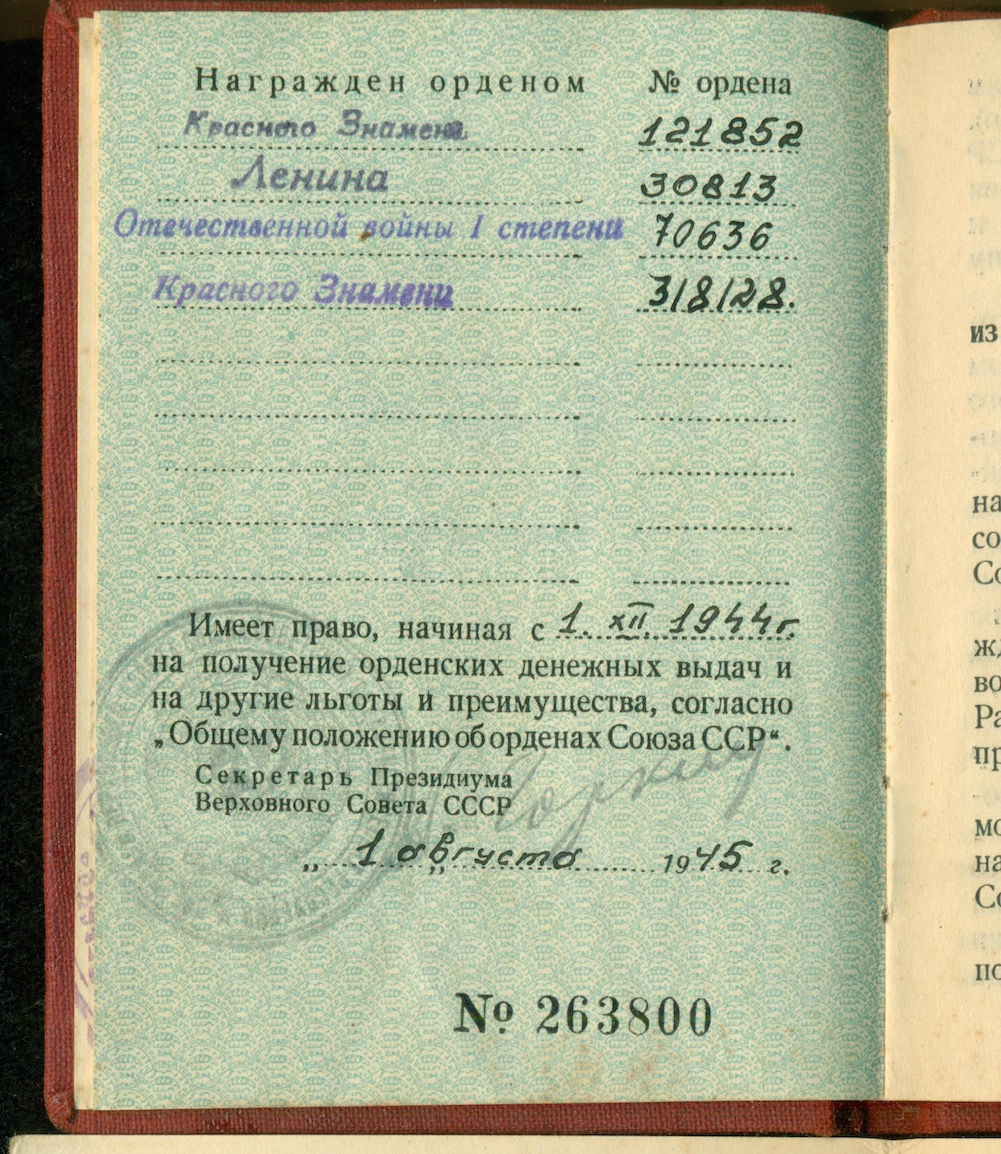 Награжден орденом № ордена
Красного Знамени 121852
Ленина 30813
Отечественной войны I степени 70636
Красного Знамени 318128.
Имеет право, начиная с 1. XII. 1944г.
на получение орденских денежных выдач и
на другие льготы и преимущества, согласно
„Общему положению об орденах Союза ССР“.
Секретарь Президиума
Верховного Совета СССР
„ 1 „ августа 1945 г.
№ 263800
из
на
со
Со
жд
во
Ра
пр
мо
на
Со
по